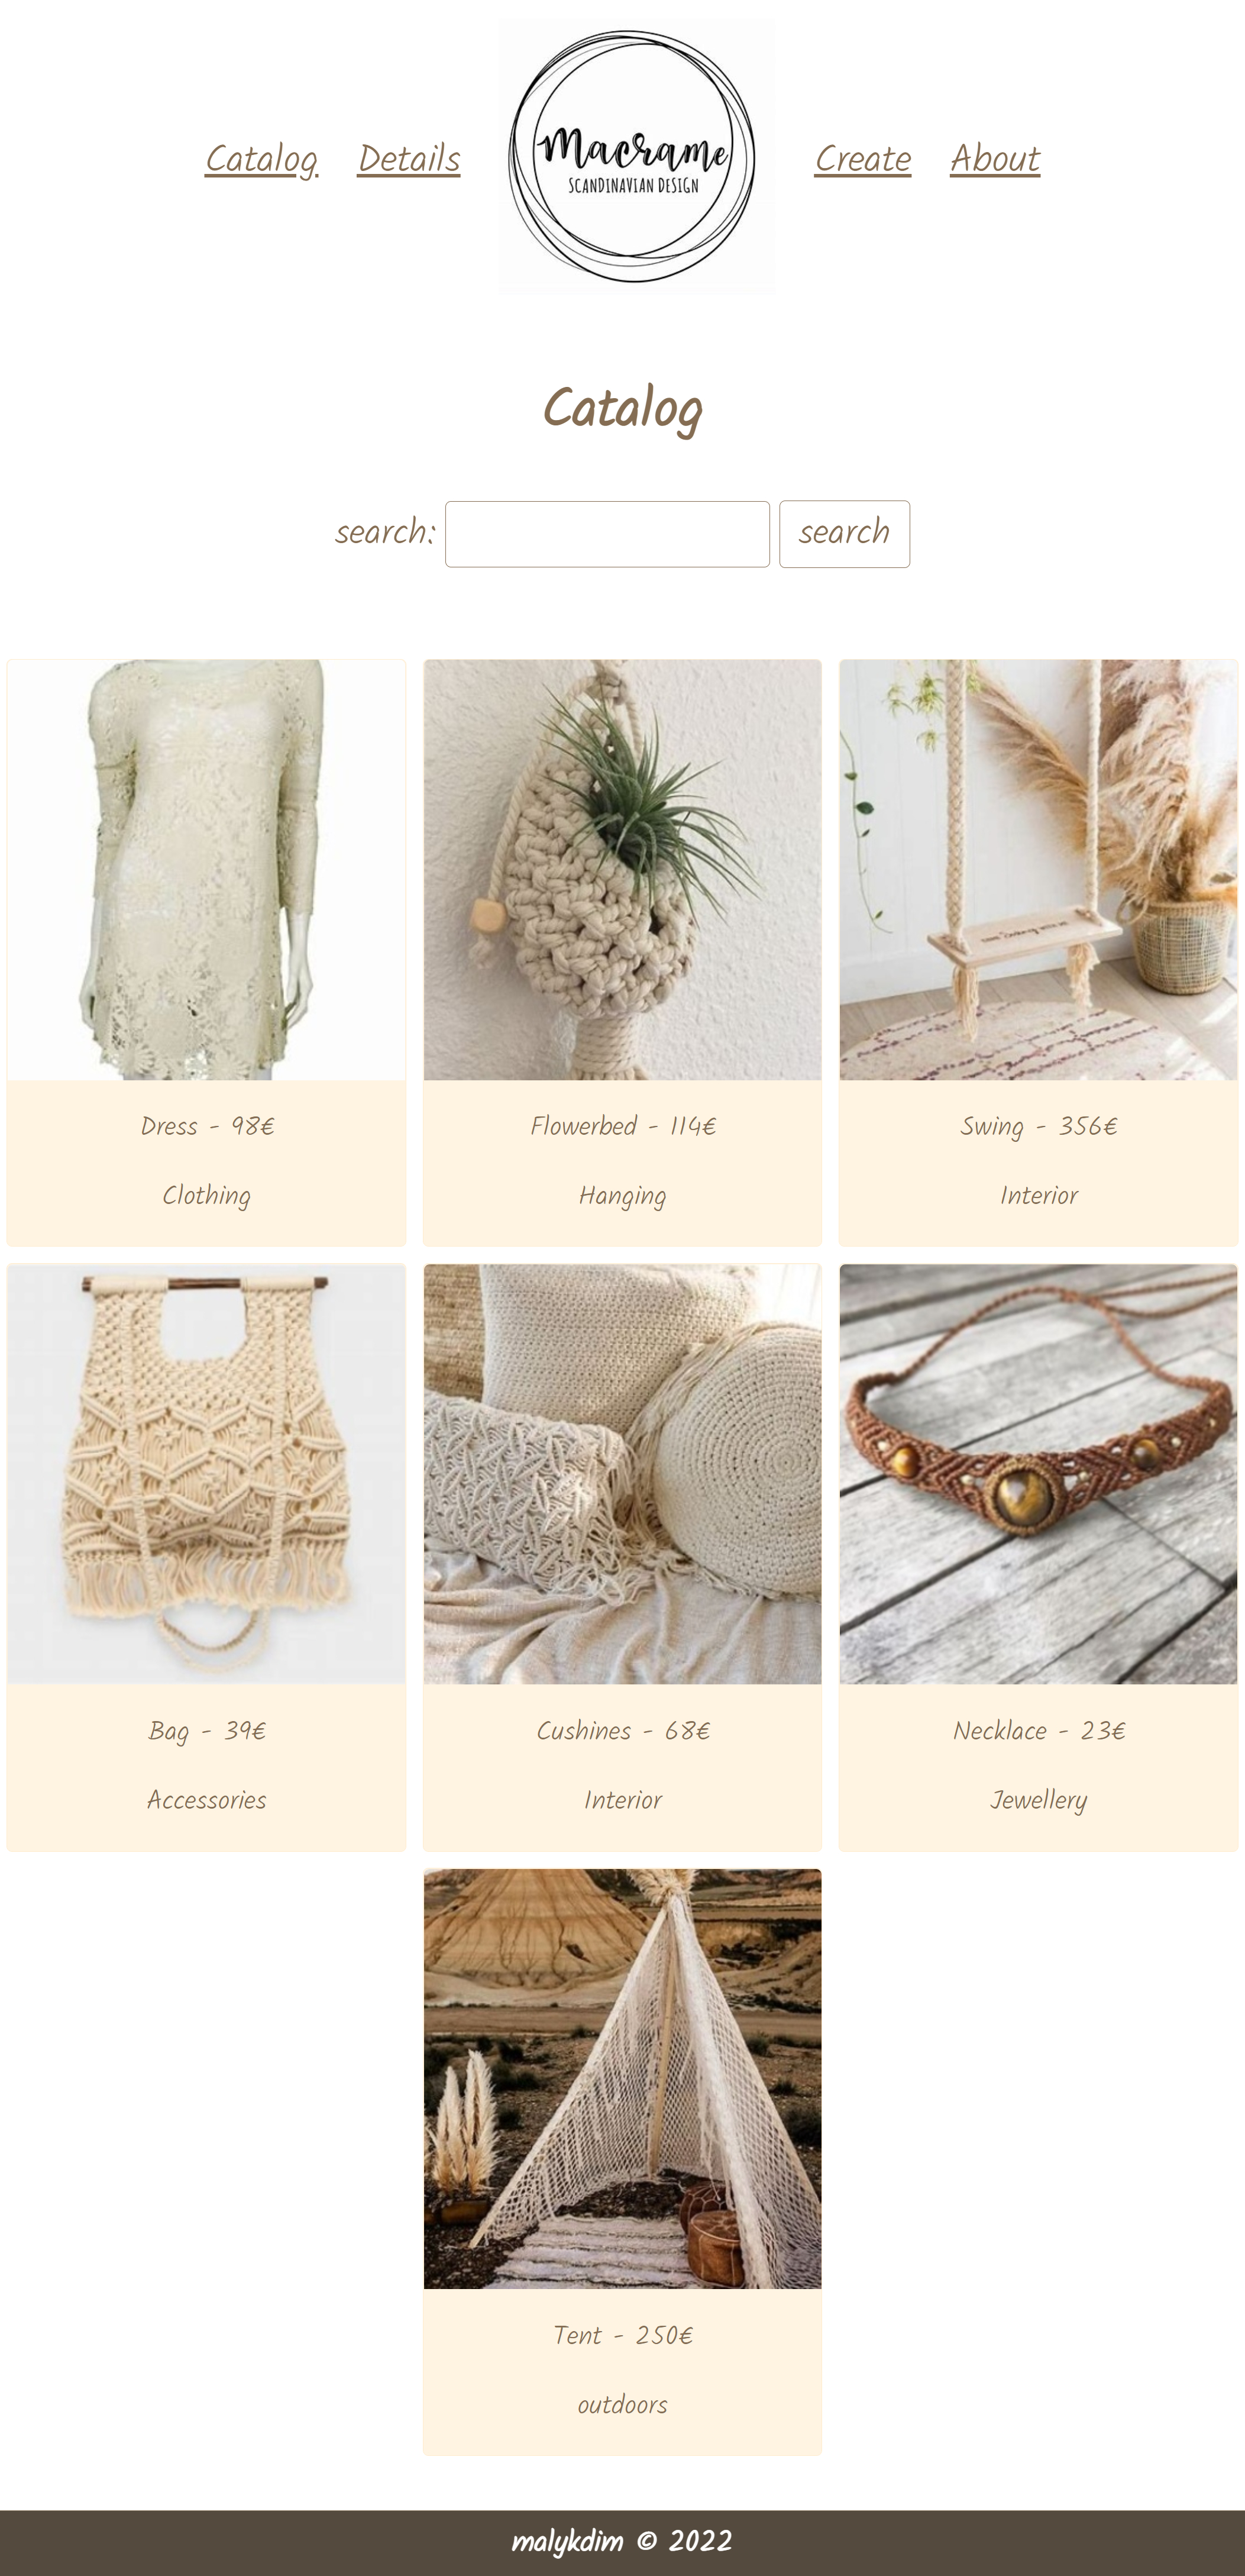 Catalog Details Create About
Macrame
SCANDINAVIAN DESIGN
Catalog
search: search
Dress - 98€
Clothing
Flowerbed - 114€
Hanging
Swing - 356€
Interior
Bag - 39€
Accessories
Cushines - 68€
Interior
Necklace - 23€
Jewellery
Tent - 250€
outdoors
malykdim © 2022